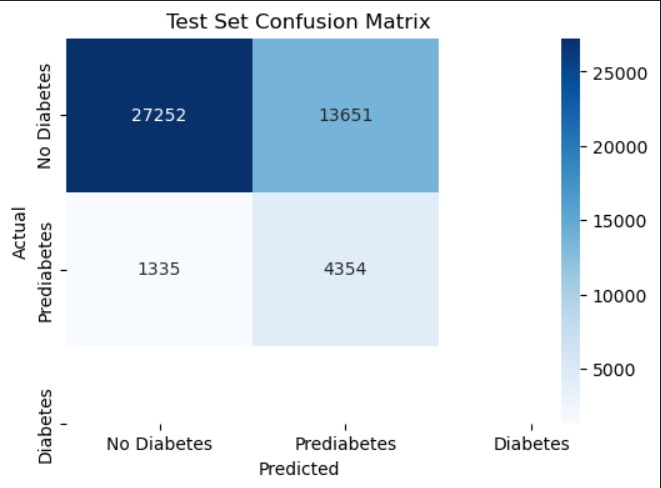 Test Set Confusion Matrix
Actual
No Diabetes
Prediabetes
Diabetes
27252 13651
1335 4354
No Diabetes Prediabetes Diabetes
Predicted
25000
20000
15000
10000
5000